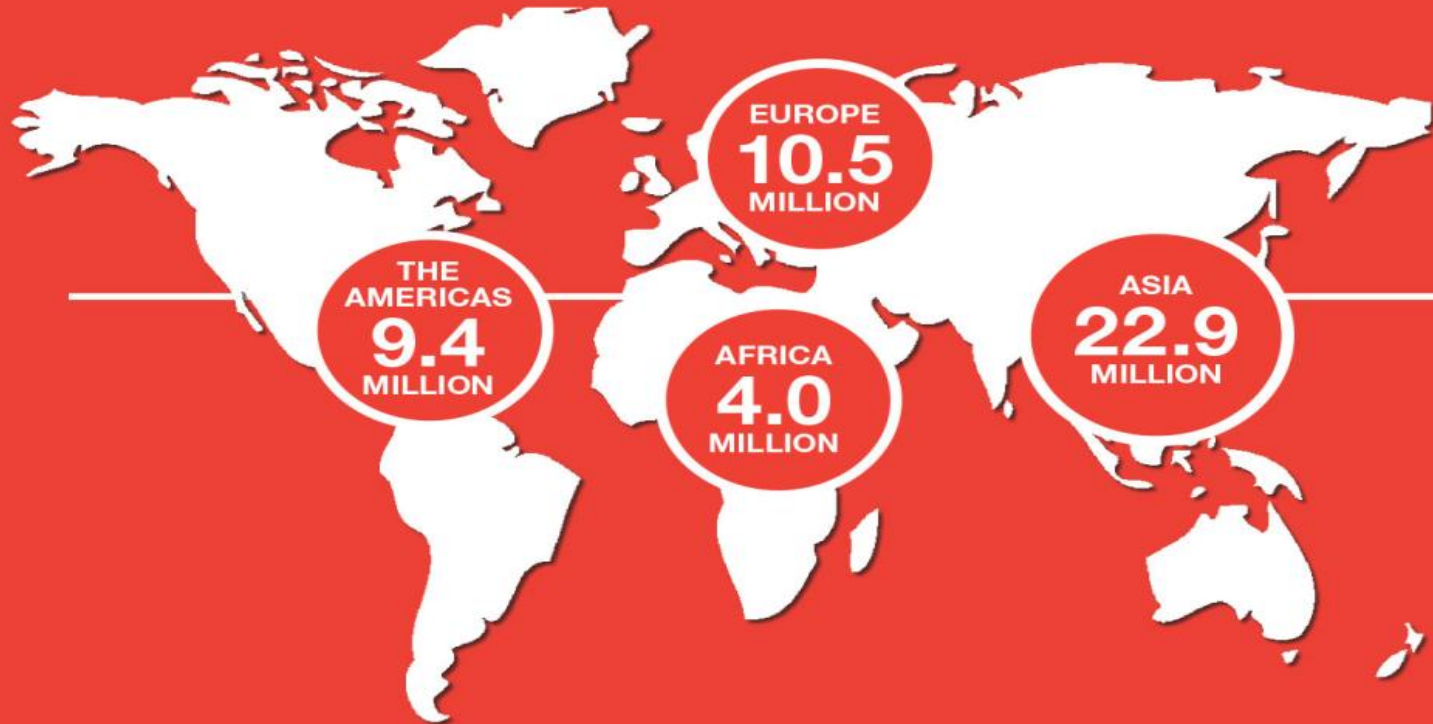 EUROPE
10.5
MILLION
THE
AMERICAS
9.4
MILLION
ASIA
22.9
MILLION
AFRICA
4.0
MILLION